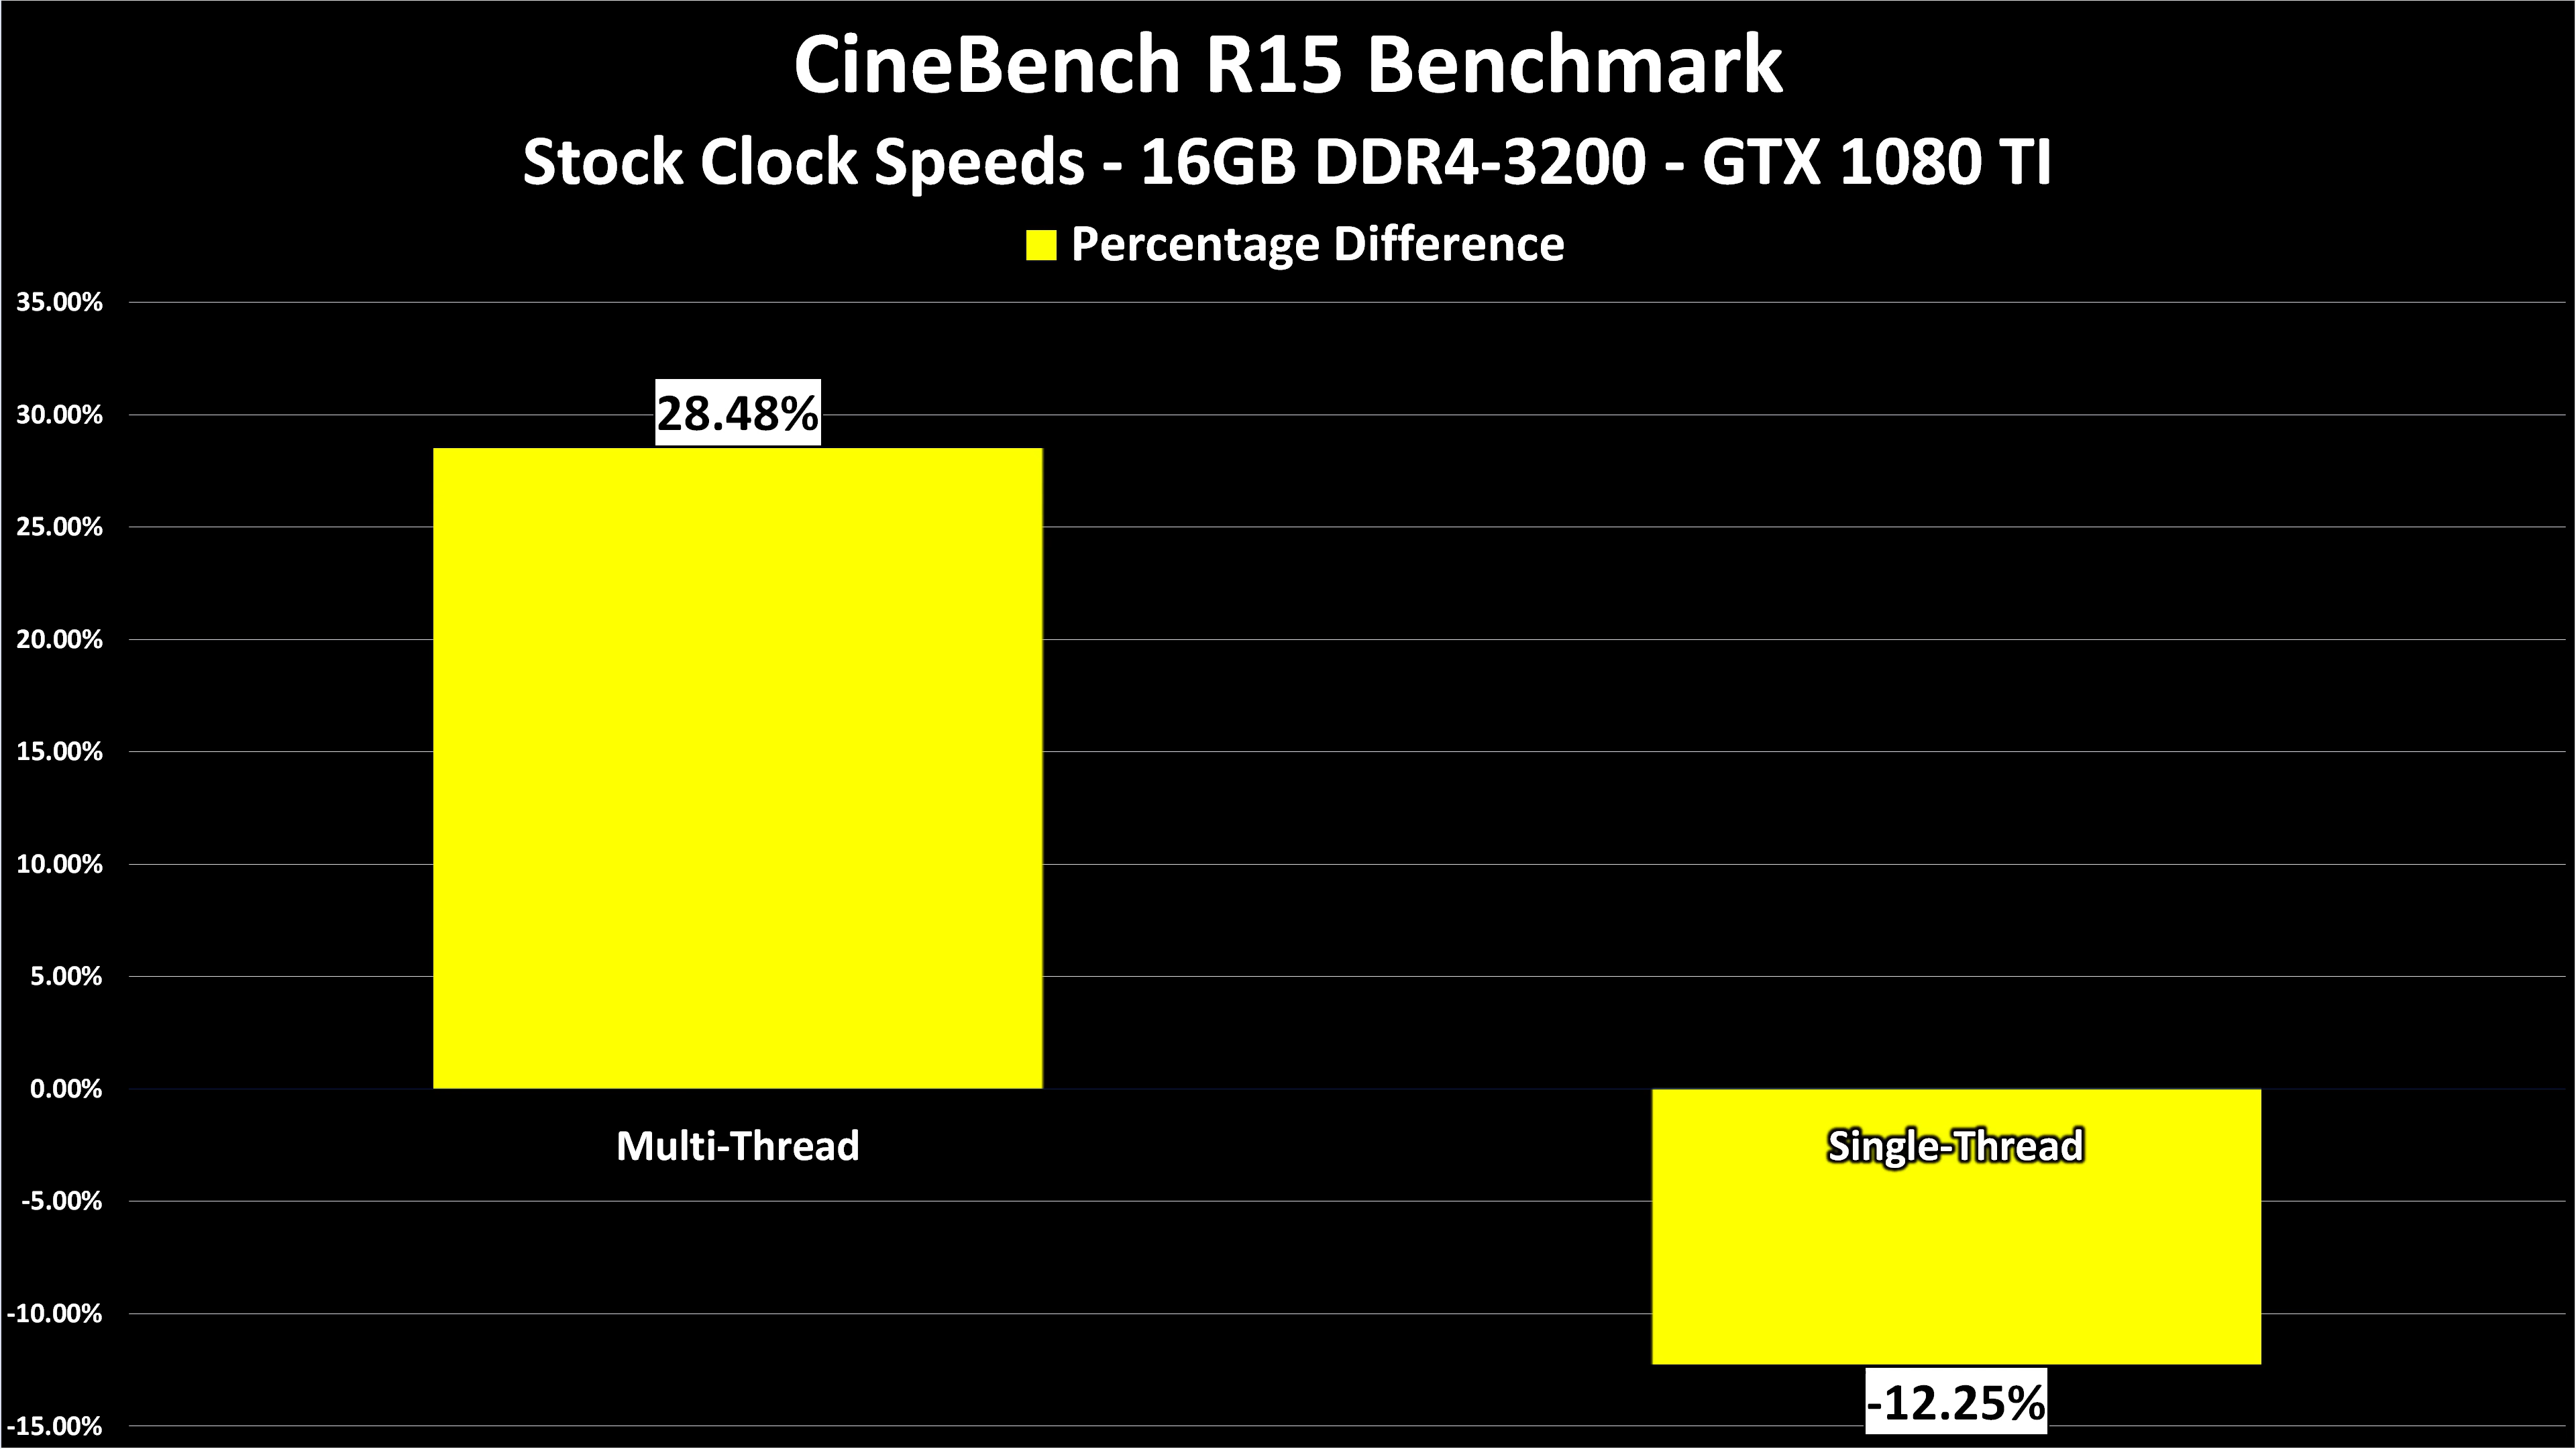 CineBench R15 Benchmark
Stock Clock Speeds - 16GB DDR4-3200 - GTX 1080 TI
Percentage Difference
35.00%
28.48%
30.00%
25.00%
20.00%
15.00%
10.00%
5.00%
0.00%
Multi-Thread
Single-Thread
-5.00%
-10.00%
-12.25%
-15.00%